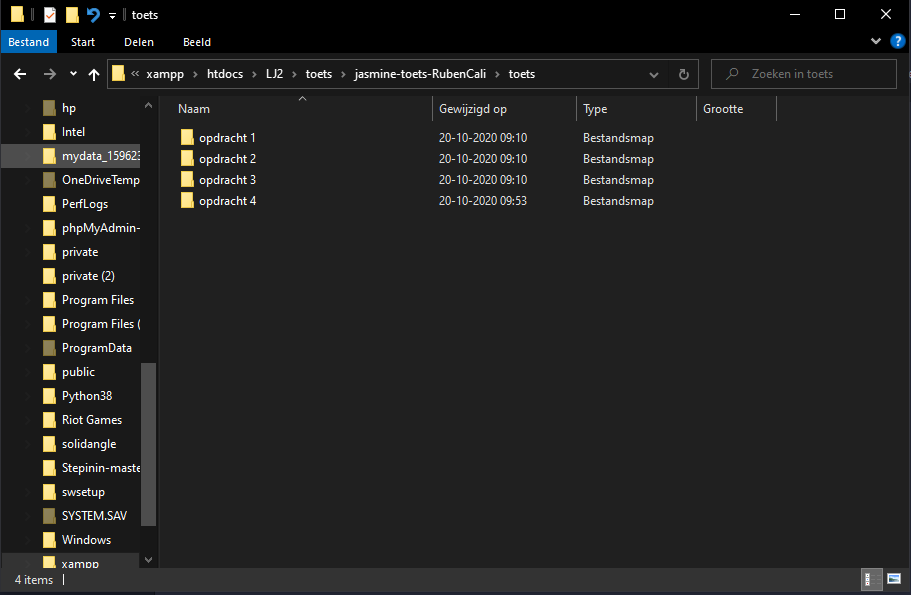 toets
Bestand Start Delen Beeld
« xampp › htdocs › LJ2 › toets › jasmine-toets-RubenCali › toets
Zoeken in toets
Naam Gewijzigd op Type Grootte
opdracht 1 20-10-2020 09:10 Bestandsmap
opdracht 2 20-10-2020 09:10 Bestandsmap
opdracht 3 20-10-2020 09:10 Bestandsmap
opdracht 4 20-10-2020 09:53 Bestandsmap
hp
Intel
mydata_159623
OneDriveTemp
PerfLogs
phpMyAdmin-
private
private (2)
Program Files
Program Files (
ProgramData
public
Python38
Riot Games
solidangle
Stepinin-maste
swsetup
SYSTEM.SAV
Windows
xampp
4 items